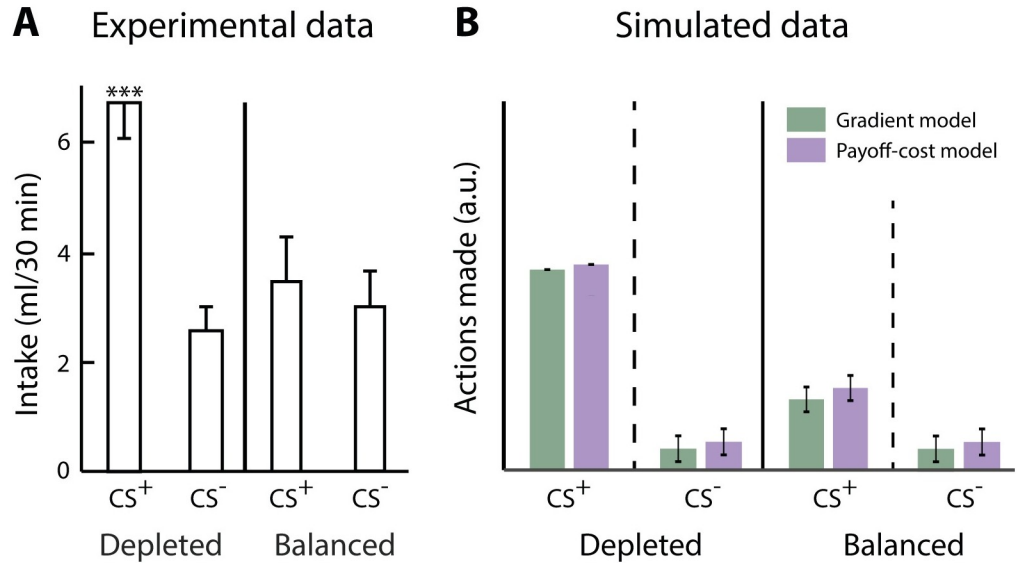 A Experimental data
***
Intake (ml/30 min)
6
4
2
0
CS+ CS- CS+ CS-
Depleted Balanced
B Simulated data
Gradient model
Payoff-cost model
Actions made (a.u.)
CS+ CS- CS+ CS-
Depleted Balanced